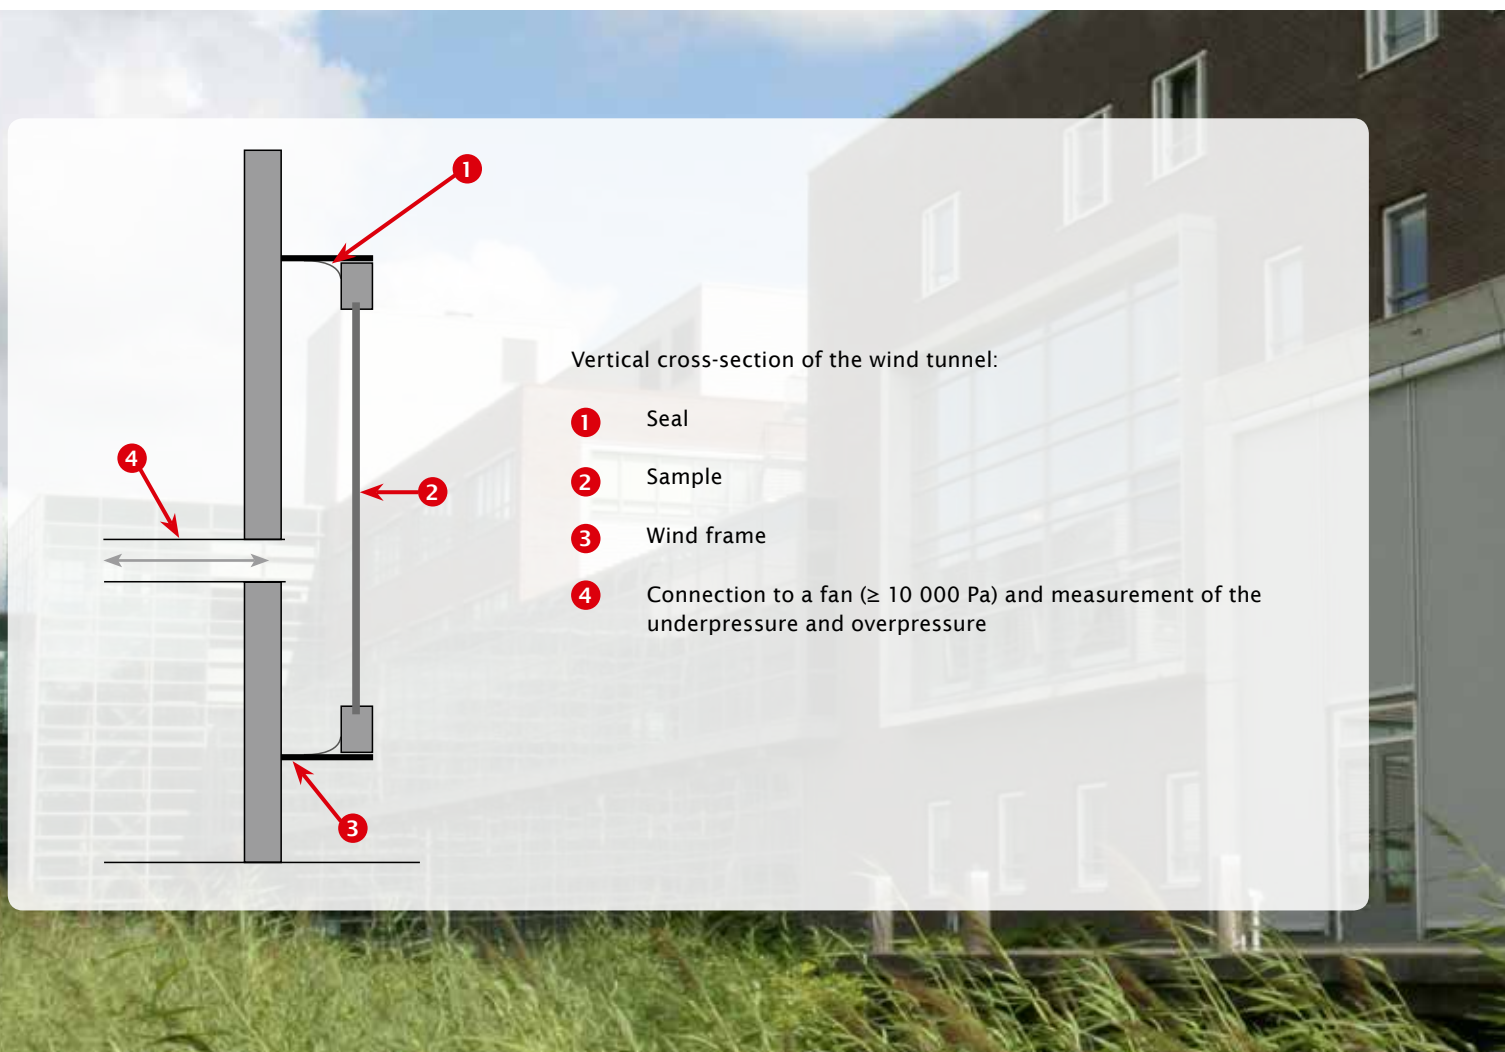 1
4
2
3
Vertical cross-section of the wind tunnel:
1 Seal
2 Sample
3 Wind frame
4 Connection to a fan (≥ 10 000 Pa) and measurement of the
underpressure and overpressure